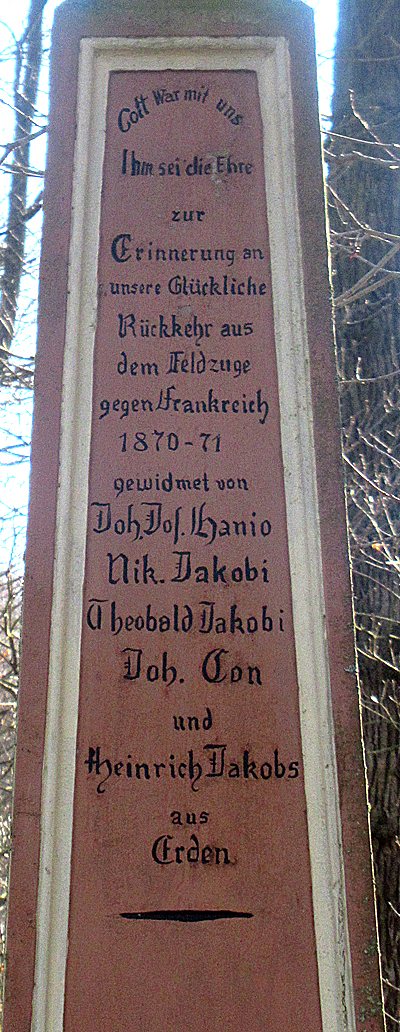 Gott War mit uns
Ihm sei die Ehre
zur
Erinnerung an
unsere Glückliche
Rückkehr aus
dem Feldzuge
gegen Frankreich
1870-71
gewidmet von
Joh. Jos. Hanio
Nik. Jakobi
Theobald Jakobi
Joh. Con
und
Heinrich Jakobs
aus
Erden